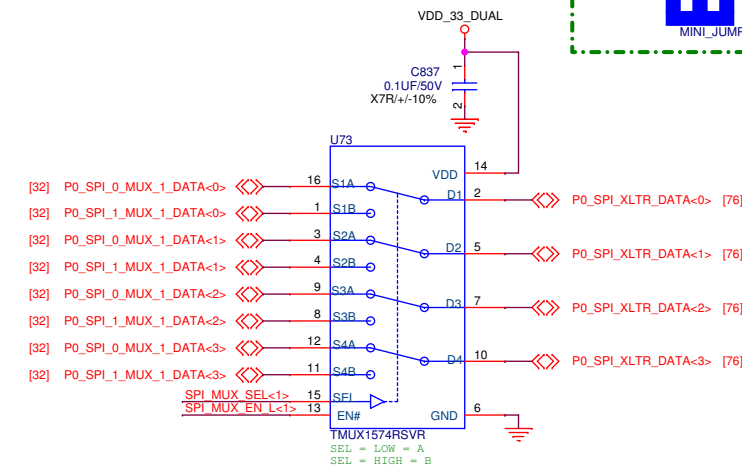 VDD_33_DUAL
MINI_JUMP
1
C837
0.1UF/50V
X7R/+/-10%
2
U73
VDD 14
[32] P0_SPI_0_MUX_1_DATA<0> 16 S1A D1 2 P0_SPI_XLTR_DATA<0> [76]
[32] P0_SPI_1_MUX_1_DATA<0> 1 S1B
[32] P0_SPI_0_MUX_1_DATA<1> 3 S2A D2 5 P0_SPI_XLTR_DATA<1> [76]
[32] P0_SPI_1_MUX_1_DATA<1> 4 S2B
[32] P0_SPI_0_MUX_1_DATA<2> 9 S3A D3 7 P0_SPI_XLTR_DATA<2> [76]
[32] P0_SPI_1_MUX_1_DATA<2> 8 S3B
[32] P0_SPI_0_MUX_1_DATA<3> 12 S4A D4 10 P0_SPI_XLTR_DATA<3> [76]
[32] P0_SPI_1_MUX_1_DATA<3> 11 S4B
SPI_MUX_SEL<1> 15 SEL
SPI_MUX_EN_L<1> 13 EN# GND 6
TMUX1574RSVR
SEL = LOW = A
SEL = HIGH = B